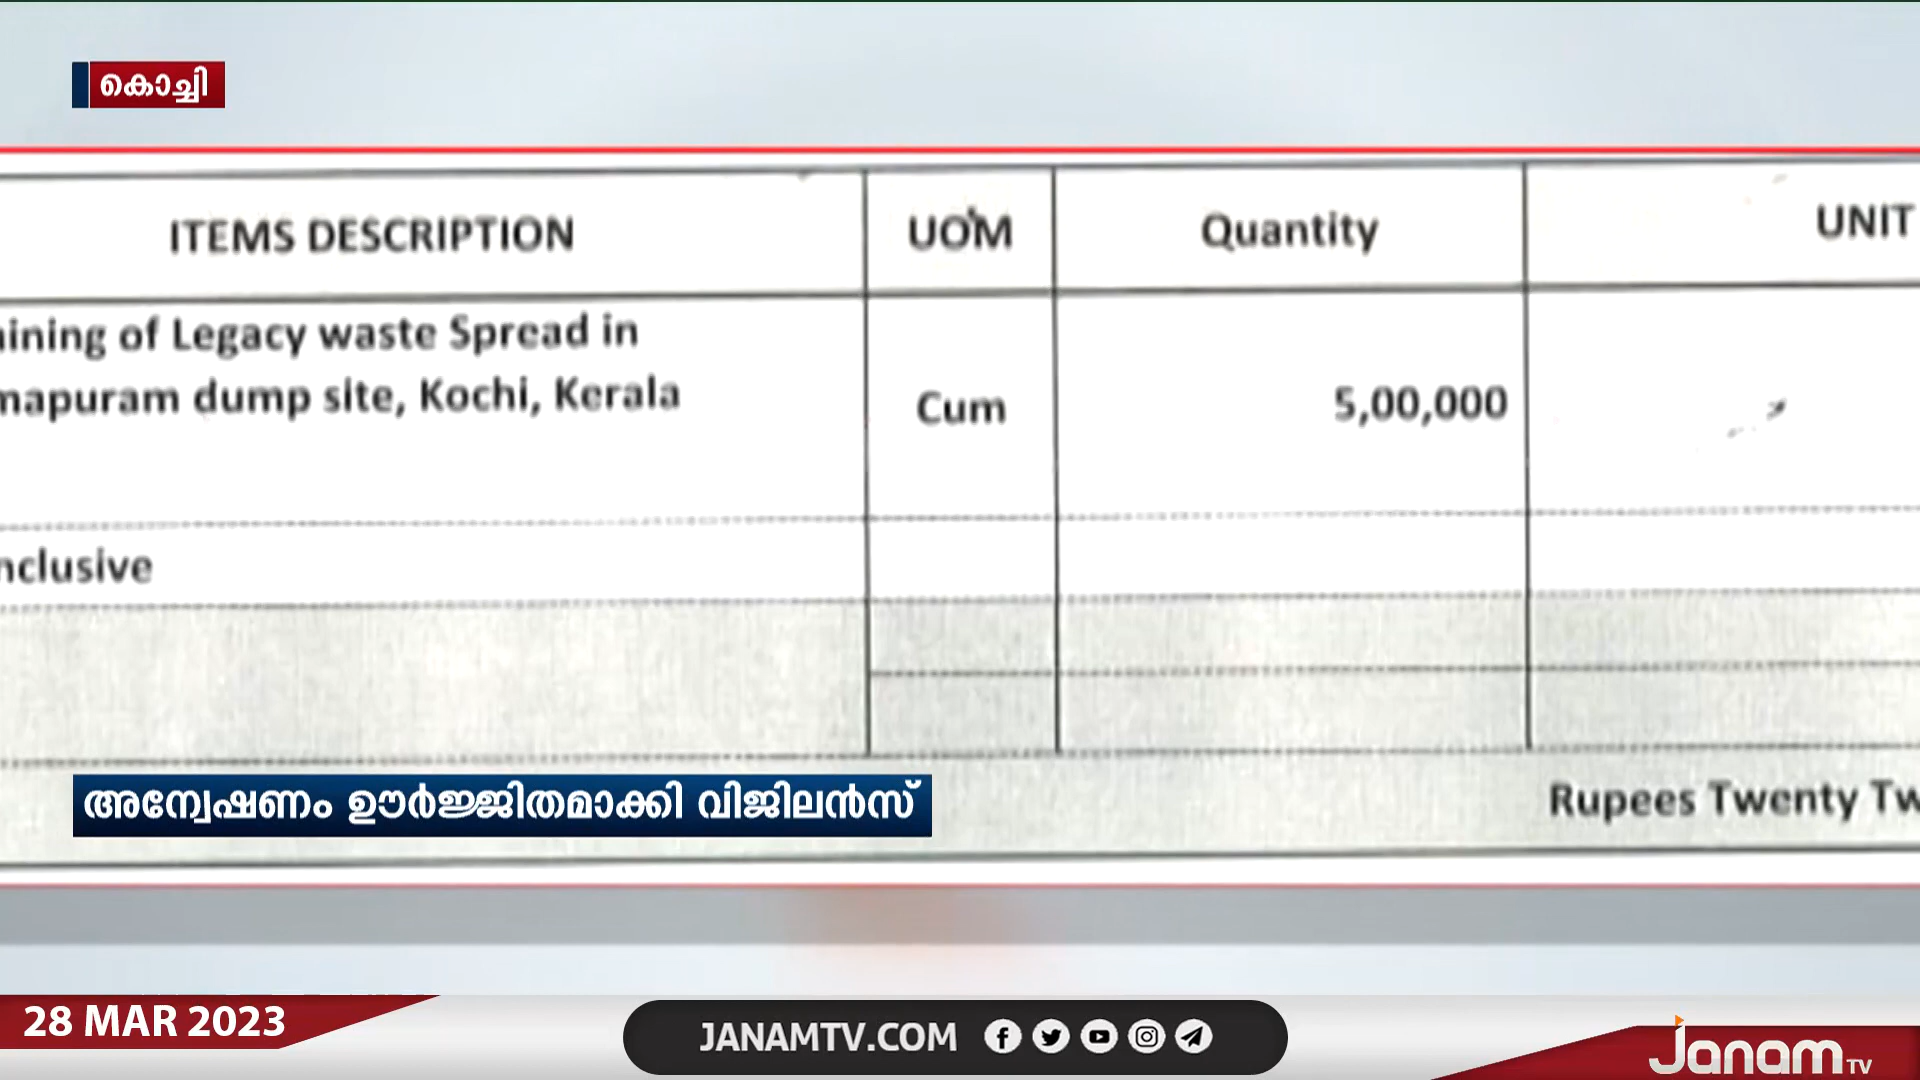 കൊച്ചി
ITEMS DESCRIPTION UOM Quantity UNIT
ining of Legacy waste Spread in
mapuram dump site, Kochi, Kerala
Cum 5,00,000
nclusive
അന്വേഷണം ഊർജ്ജിതമാക്കി വിജിലൻസ്
Rupees Twenty Tw
28 MAR 2023
JANAMTV.COM
Janam TV